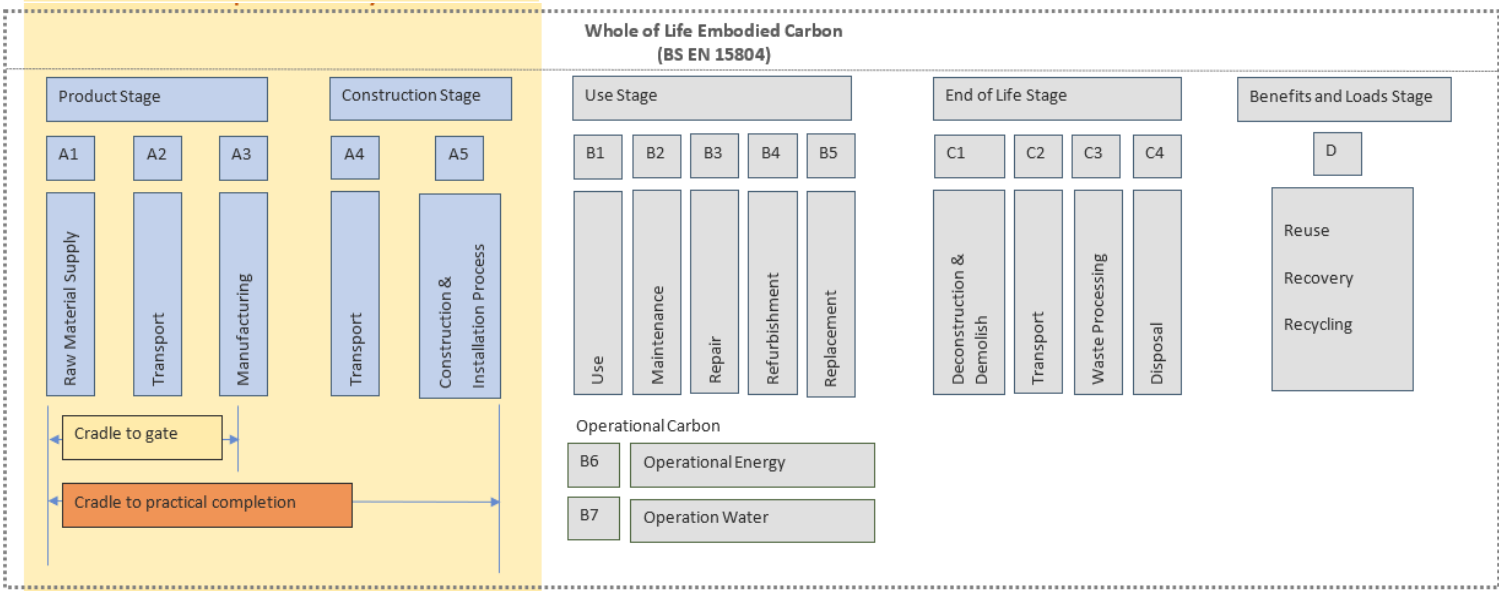 Whole of Life Embodied Carbon
(BS EN 15804)
Product Stage
Construction Stage
Use Stage
End of Life Stage
Benefits and Loads Stage
A1
A2
A3
A4
A5
B1
B2
B3
B4
B5
C1
C2
C3
C4
D
Raw Material Supply
Transport
Manufacturing
Transport
Construction &
Installation Process
Use
Maintenance
Repair
Refurbishment
Replacement
Deconstruction &
Demolish
Transport
Waste Processing
Disposal
Reuse
Recovery
Recycling
Cradle to gate
Cradle to practical completion
Operational Carbon
B6
Operational Energy
B7
Operation Water